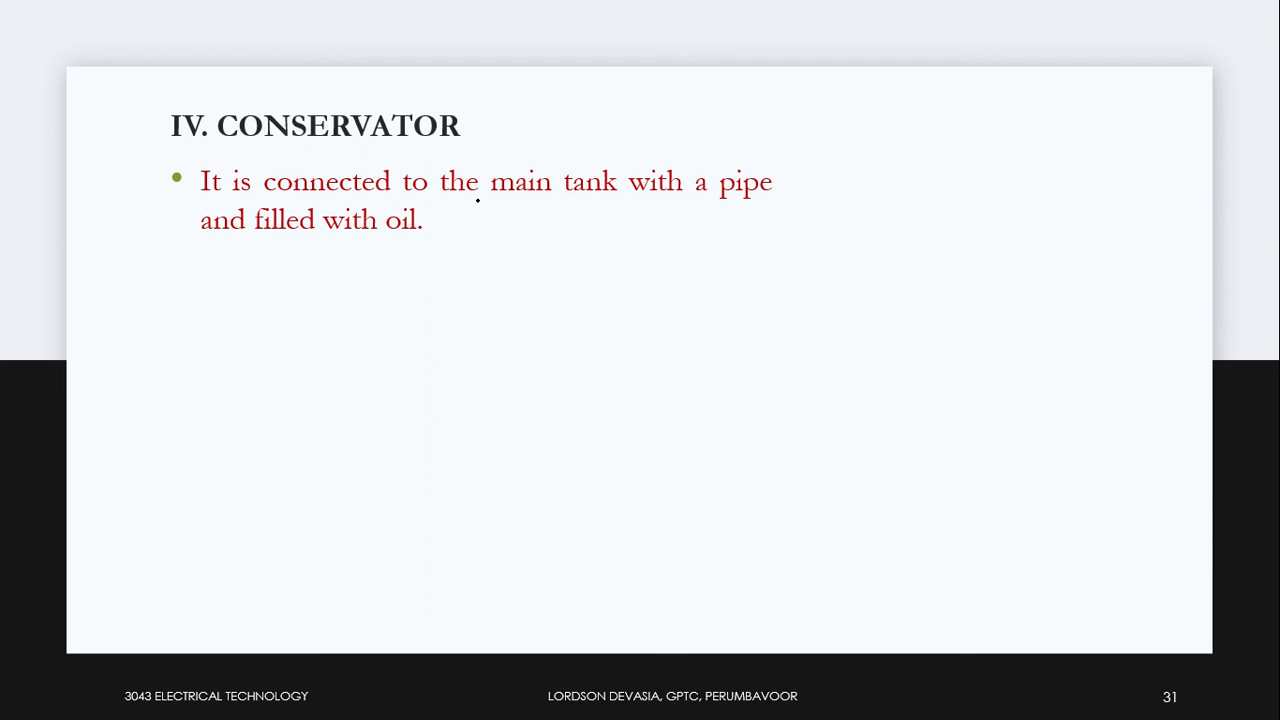 IV. CONSERVATOR
• It is connected to the main tank with a pipe
and filled with oil.
3043 ELECTRICAL TECHNOLOGY
LORDSON DEVASIA, GPTC, PERUMBAVOOR
31